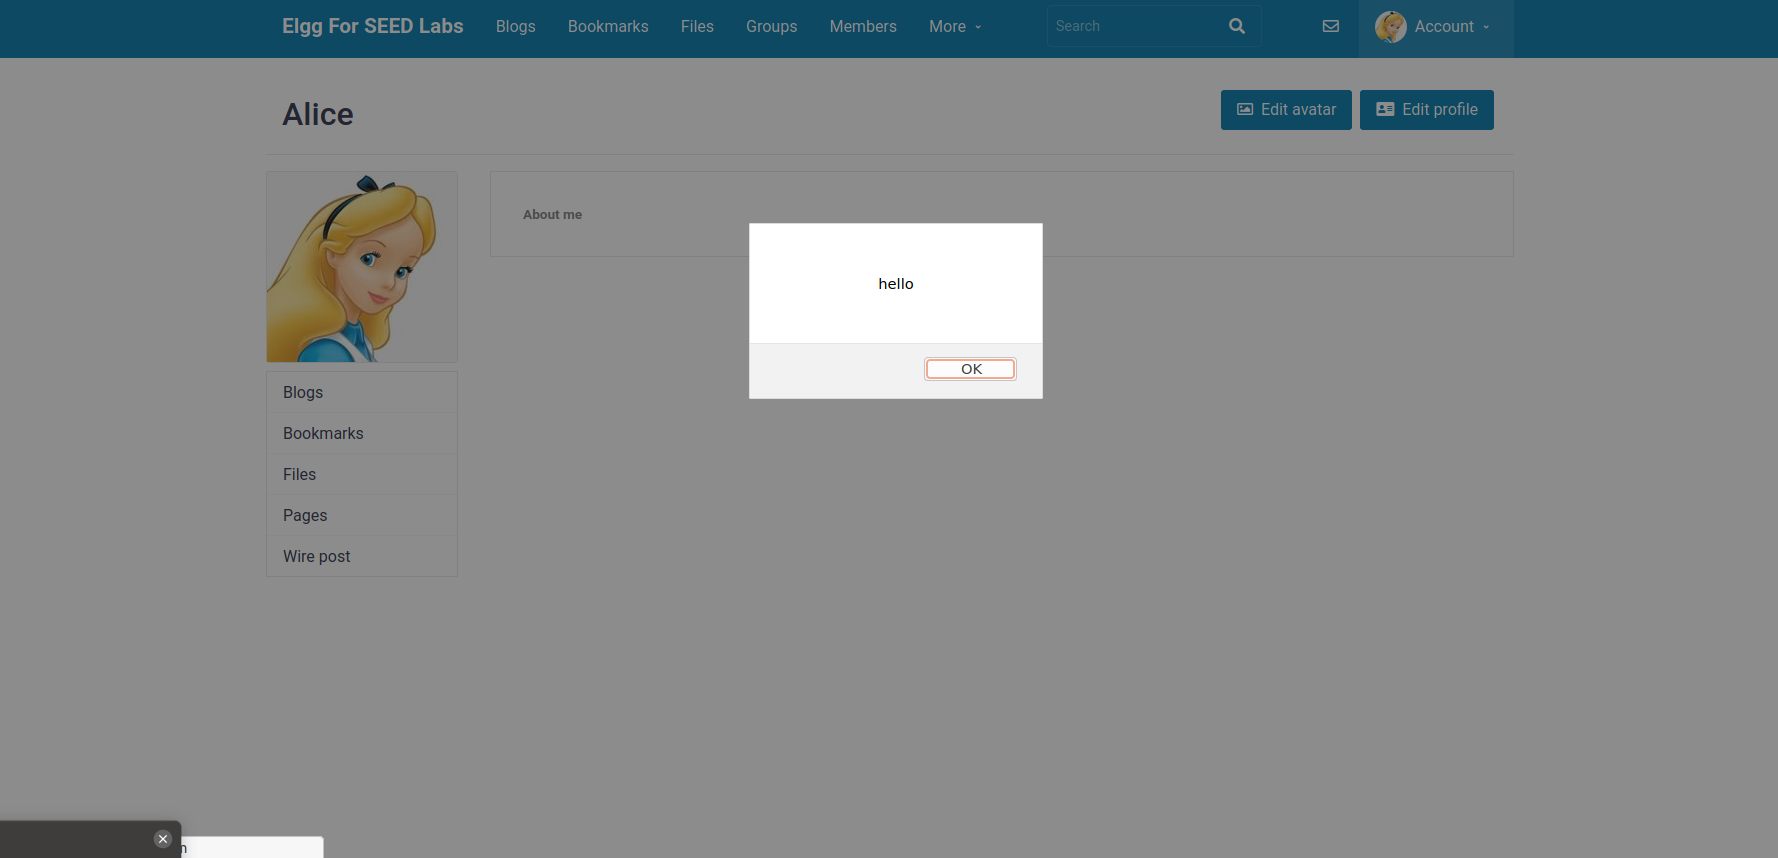 Elgg For SEED Labs Blogs Bookmarks Files Groups Members More Search Account
Alice
Edit avatar Edit profile
About me
hello
OK
Blogs
Bookmarks
Files
Pages
Wire post